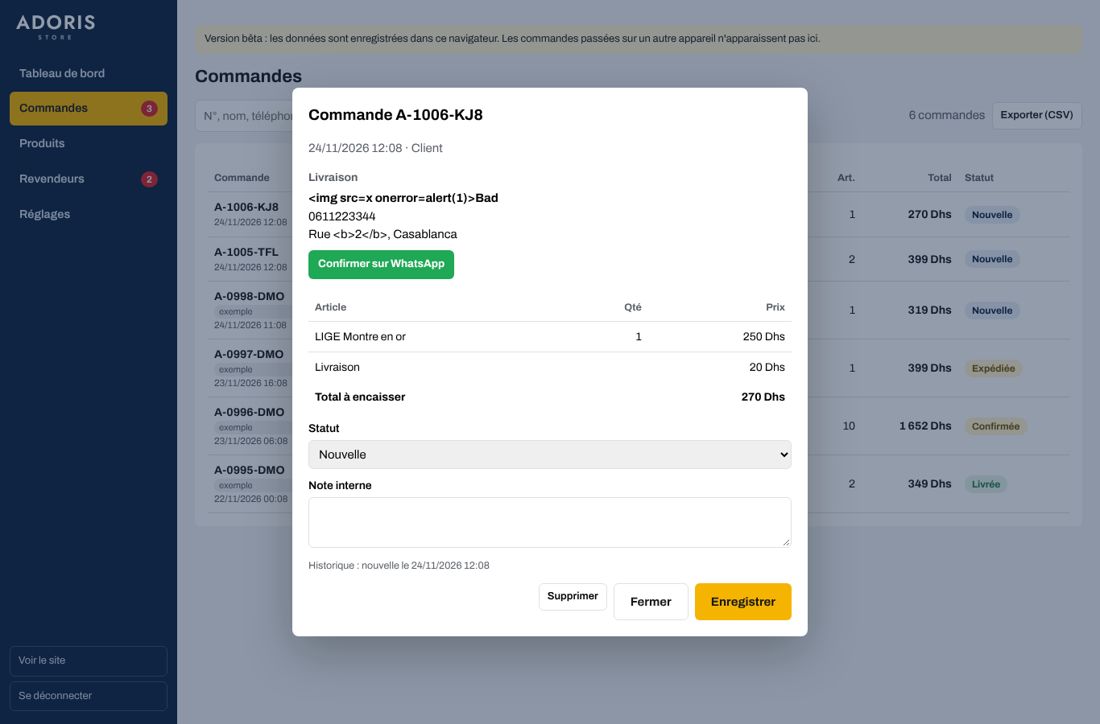 ADORIS
STORE
Tableau de bord
Commandes 3
Produits
Revendeurs 2
Réglages
Voir le site
Se déconnecter
Version bêta : les données sont enregistrées dans ce navigateur. Les commandes passées sur un autre appareil n'apparaissent pas ici.
Commandes
N°, nom, télépho
6 commandes
Exporter (CSV)
Commande Art. Total Statut
A-1006-KJ8 1 270 Dhs Nouvelle
24/11/2026 12:08
A-1005-TFL 2 399 Dhs Nouvelle
24/11/2026 12:08
A-0998-DMO 1 319 Dhs Nouvelle
exemple
24/11/2026 11:08
A-0997-DMO 1 399 Dhs Expédiée
exemple
23/11/2026 16:08
A-0996-DMO 10 1 652 Dhs Confirmée
exemple
23/11/2026 06:08
A-0995-DMO 2 349 Dhs Livrée
exemple
22/11/2026 00:08
Commande A-1006-KJ8
24/11/2026 12:08 · Client
Livraison
&lt;img src=x onerror=alert(1)&gt;Bad
0611223344
Rue &lt;b&gt;2&lt;/b&gt;, Casablanca
Confirmer sur WhatsApp
Article Qté Prix
LIGE Montre en or 1 250 Dhs
Livraison 20 Dhs
Total à encaisser 270 Dhs
Statut
Nouvelle
Note interne
Historique : nouvelle le 24/11/2026 12:08
Supprimer
Fermer
Enregistrer